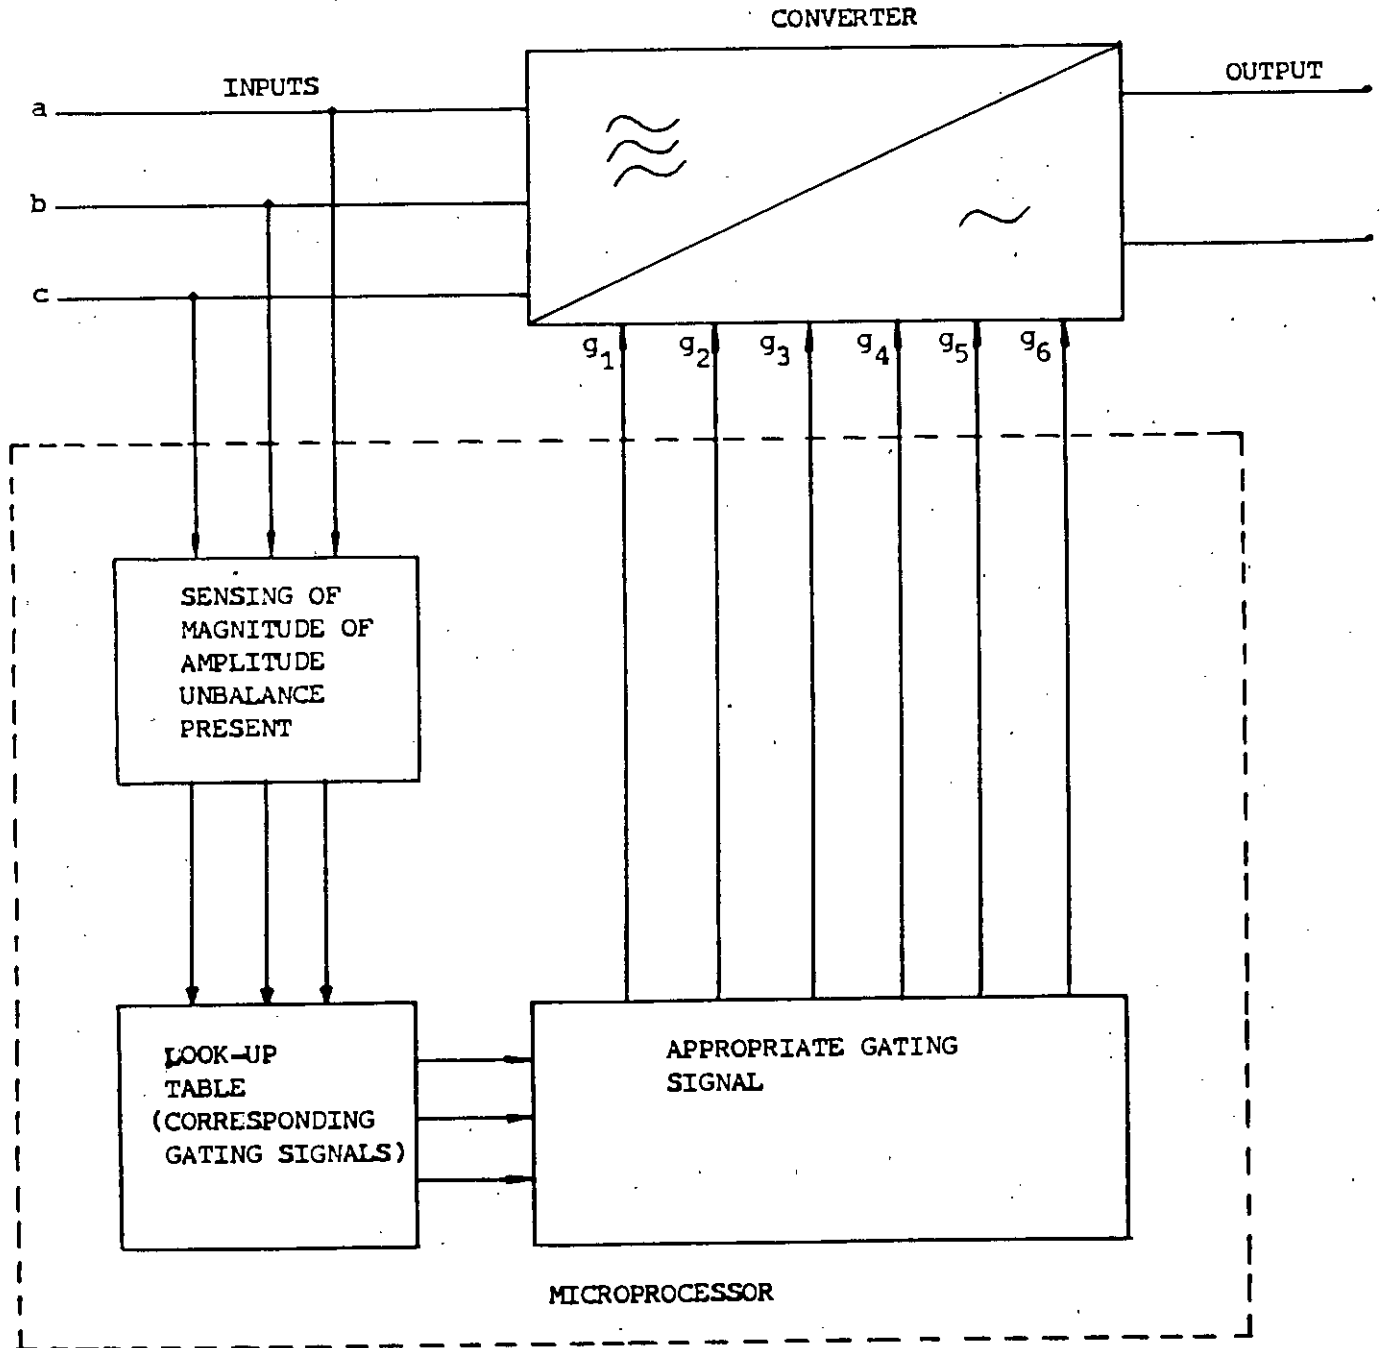 CONVERTER
INPUTS
OUTPUT
a
b
c
g1 g2 g3 g4 g5 g6
SENSING OF
MAGNITUDE OF
AMPLITUDE
UNBALANCE
PRESENT
LOOK-UP
TABLE
(CORRESPONDING
GATING SIGNALS)
APPROPRIATE GATING
SIGNAL
MICROPROCESSOR